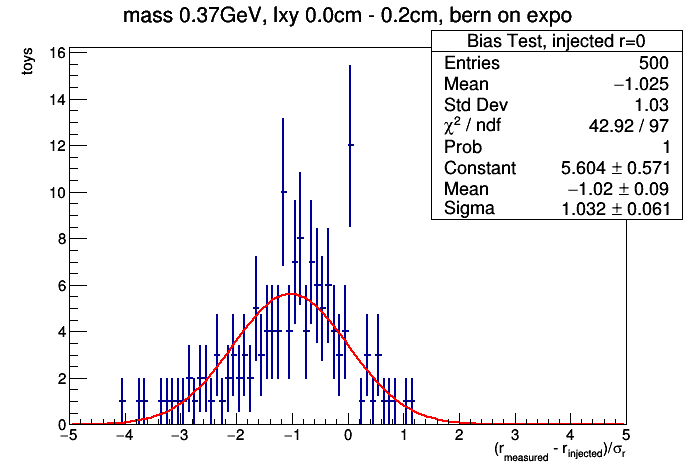 mass 0.37GeV, lxy 0.0cm - 0.2cm, bern on expo
toys
Bias Test, injected r=0
Entries 500
Mean −1.025
Std Dev 1.03
χ² / ndf 42.92 / 97
Prob 1
Constant 5.604 ± 0.571
Mean −1.02 ± 0.09
Sigma 1.032 ± 0.061
16
14
12
10
8
6
4
2
0
−5 −4 −3 −2 −1 0 1 2 3 4 5
(r_measured - r_injected)/σ_r